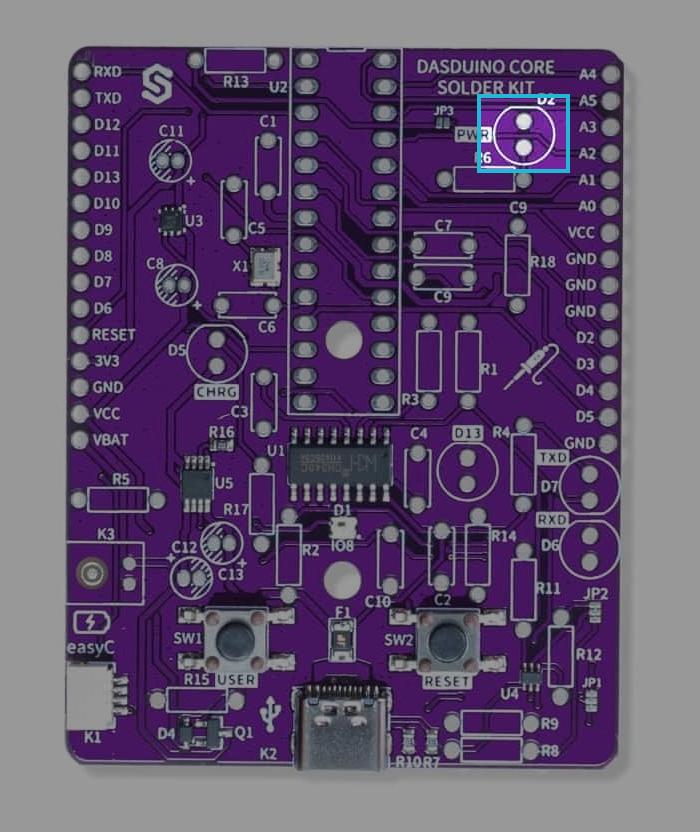 RXD
TXD
D12
D11
D13
D10
D9
D8
D7
D6
RESET
3V3
GND
VCC
VBAT
R13
U2
DASDUINO CORE
SOLDER KIT
D2
JP3
PWR
R6
A4
A5
A3
A2
A1
A0
VCC
GND
GND
GND
D2
D3
D4
D5
GND
C11
+
C1
U3
C5
C7
C9
C9
R18
X1
C8
+
C6
D5
CHRG
R3
R1
C3
R16
U1
CH340C
C4
D13
R4
TXD
D7
RXD
D6
R5
U5
R17
D1
IO8
R2
R14
K3
C12
+
C13
C10
C2
R11
JP2
easyC
SW1
F1
SW2
R12
USER
RESET
R15
U4
JP1
K1
D4
Q1
K2
R10
R7
R9
R8